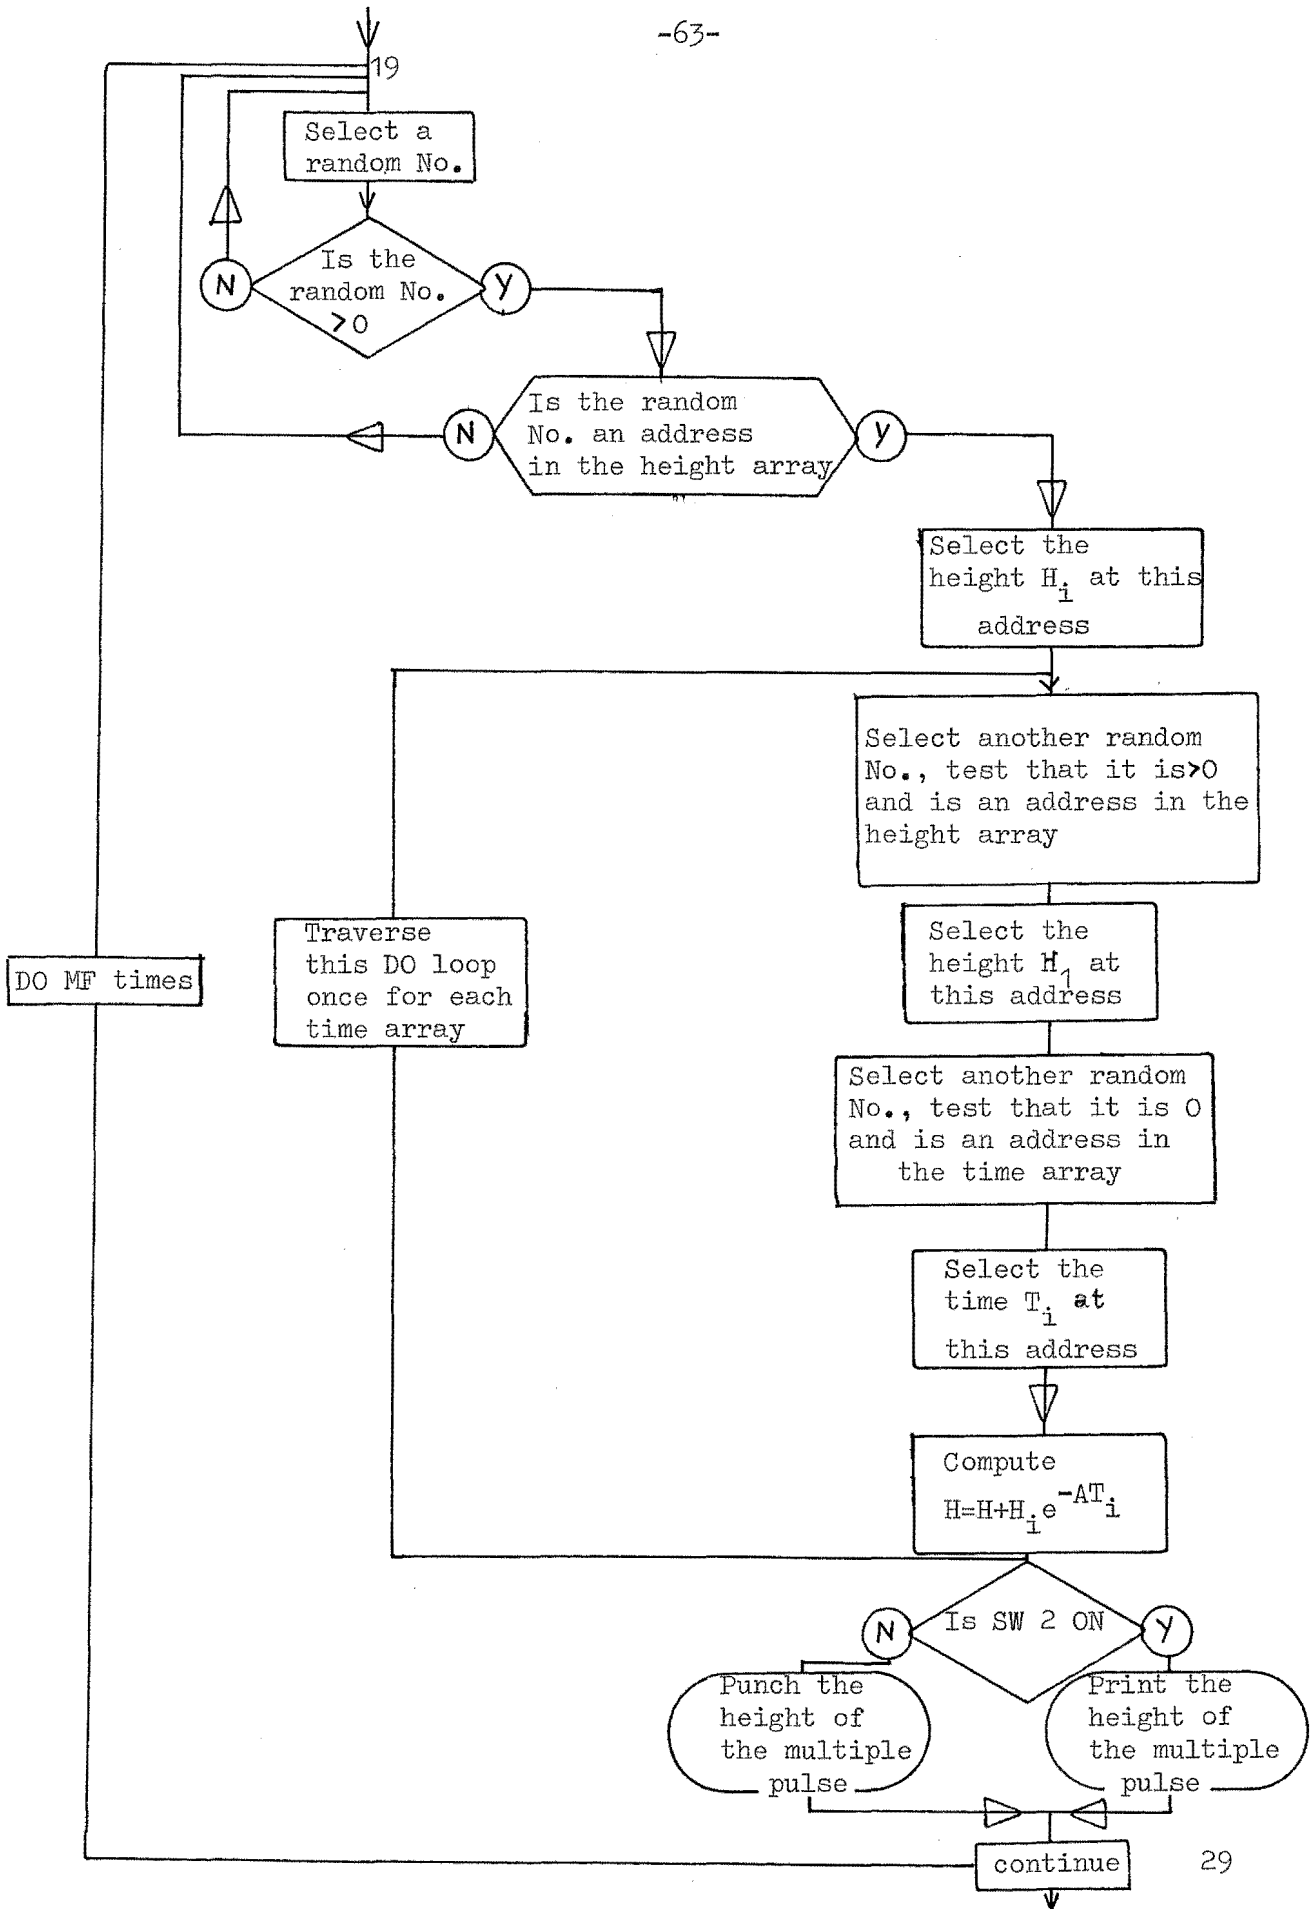 -63-
19
Select a
random No.
Is the
random No.
>0
N
Y
Is the random
No. an address
in the height array
N
Y
Select the
height H_i at this
address
Select another random
No., test that it is>0
and is an address in the
height array
Select the
height H_1 at
this address
Traverse
this DO loop
once for each
time array
DO MF times
Select another random
No., test that it is 0
and is an address in
the time array
Select the
time T_i at
this address
Compute
H=H+H_i e^-AT_i
Is SW 2 ON
N
Y
Punch the
height of
the multiple
pulse
Print the
height of
the multiple
pulse
continue
29